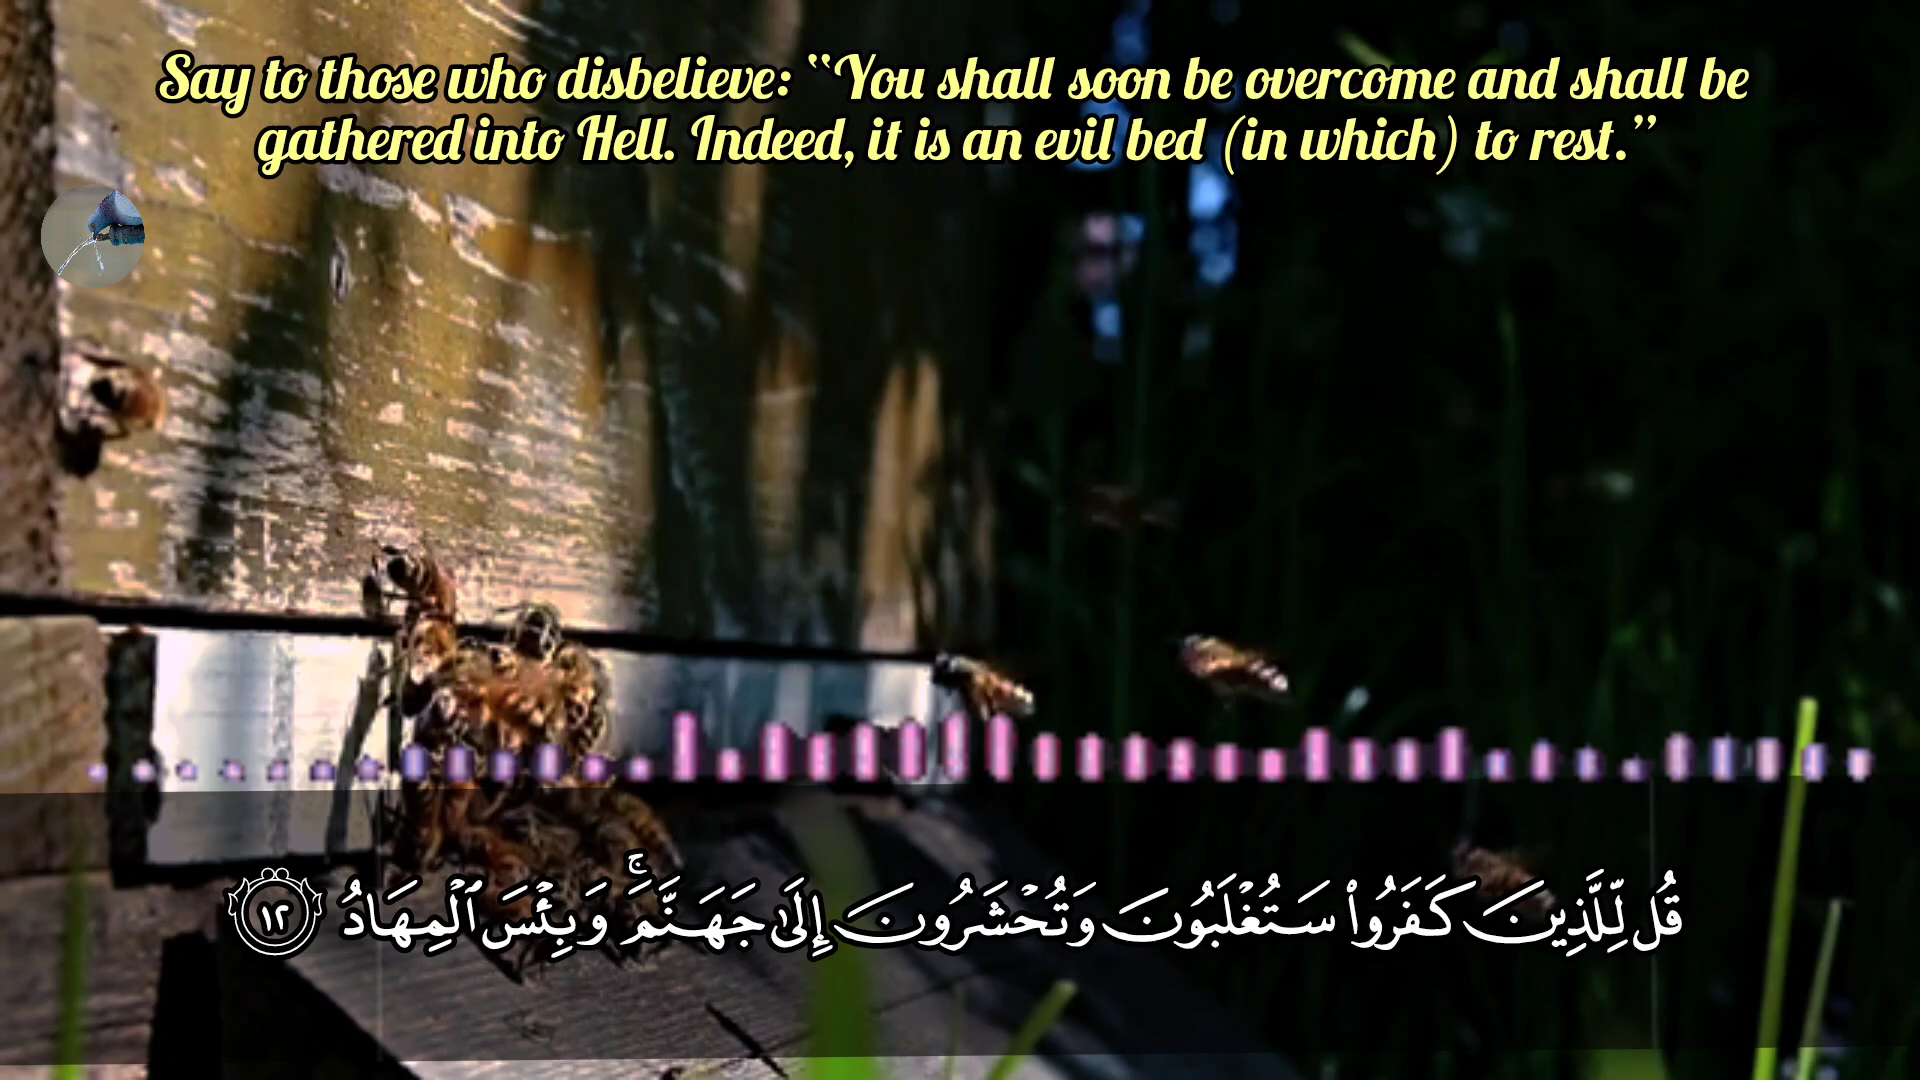 Say to those who disbelieve: “You shall soon be overcome and shall be
gathered into Hell. Indeed, it is an evil bed (in which) to rest.”
قُل لِّلَّذِينَ كَفَرُوا۟ سَتُغْلَبُونَ وَتُحْشَرُونَ إِلَىٰ جَهَنَّمَ ۚ وَبِئْسَ ٱلْمِهَادُ ١٢